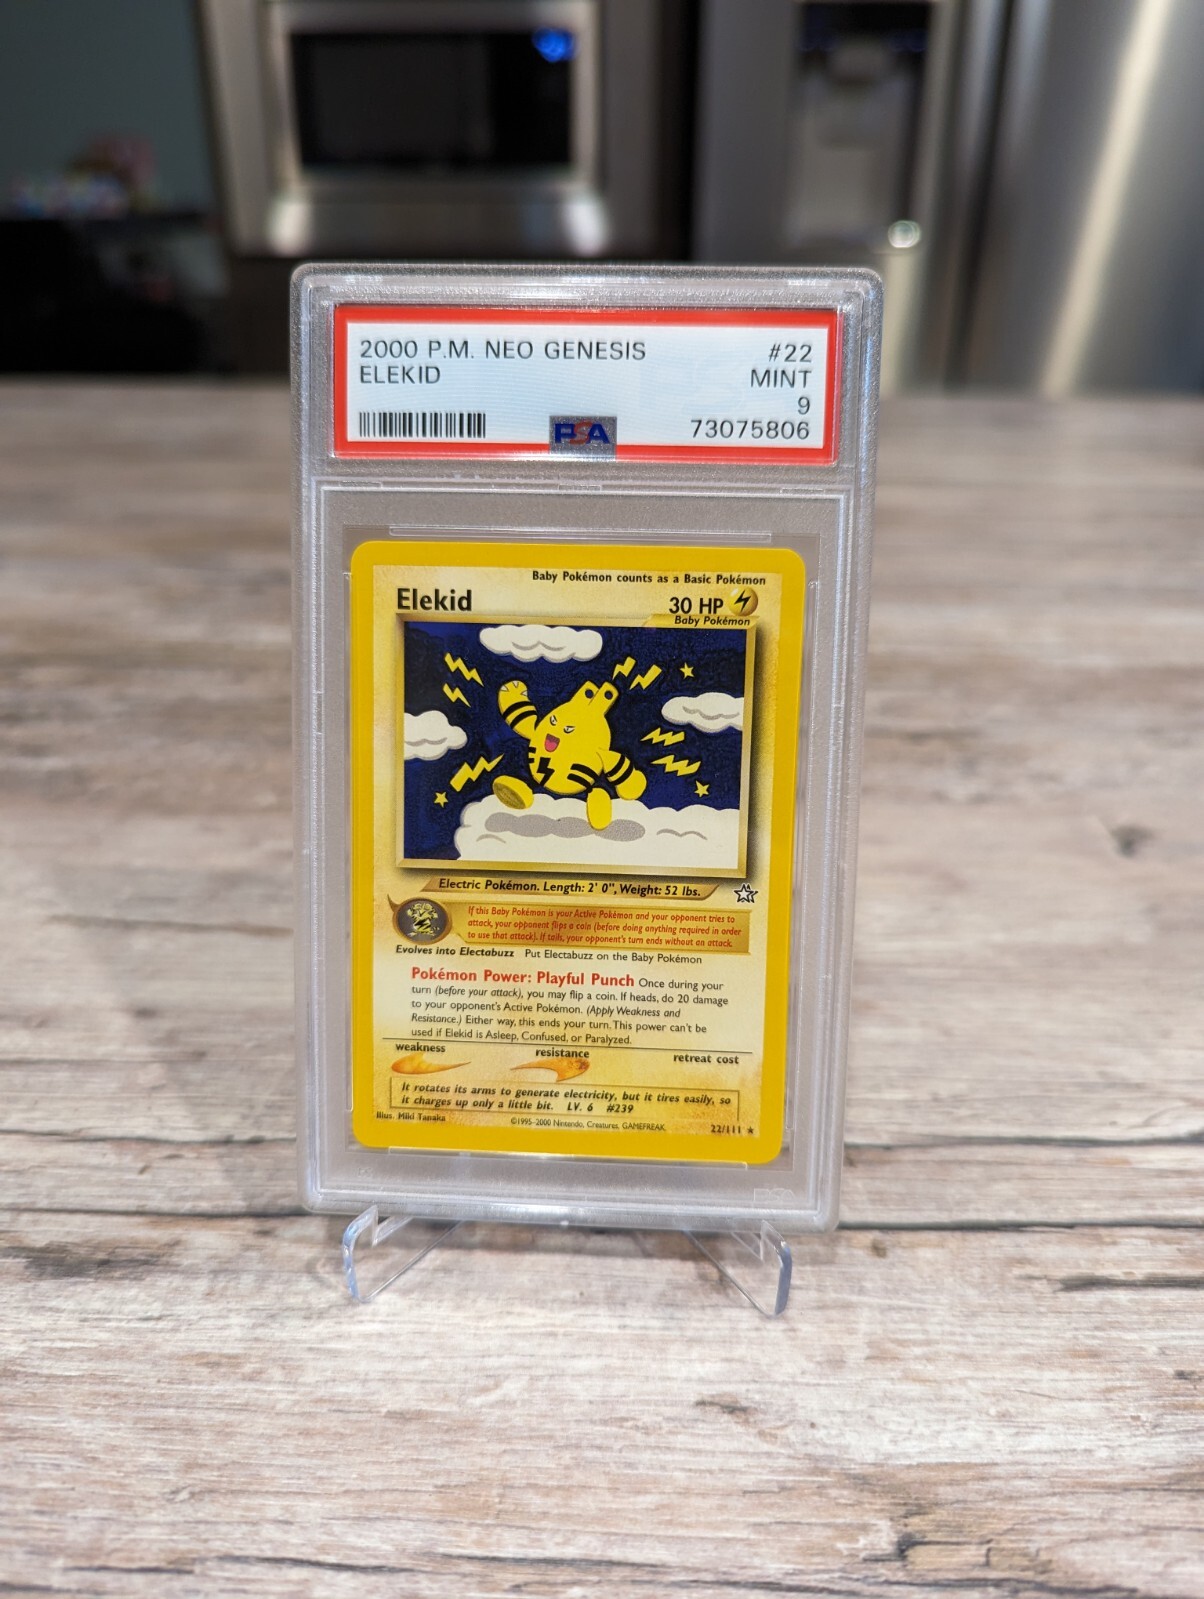 2000 P.M. NEO GENESIS #22
ELEKID MINT
9
PSA 73075806
Baby Pokémon counts as a Basic Pokémon
Elekid 30 HP
Baby Pokémon
Electric Pokémon. Length: 2' 0", Weight: 52 lbs.
If this Baby Pokémon is your Active Pokémon and your opponent tries to
attack, your opponent flips a coin (before doing anything required in order
to use that attack). If tails, your opponent's turn ends without an attack.
Evolves into Electabuzz Put Electabuzz on the Baby Pokémon
Pokémon Power: Playful Punch Once during your
turn (before your attack), you may flip a coin. If heads, do 20 damage
to your opponent's Active Pokémon. (Apply Weakness and
Resistance.) Either way, this ends your turn. This power can't be
used if Elekid is Asleep, Confused, or Paralyzed.
weakness resistance retreat cost
It rotates its arms to generate electricity, but it tires easily, so
it charges up only a little bit. LV. 6 #239
Illus. Miki Tanaka ©1995-2000 Nintendo, Creatures, GAMEFREAK. 22/111 ★